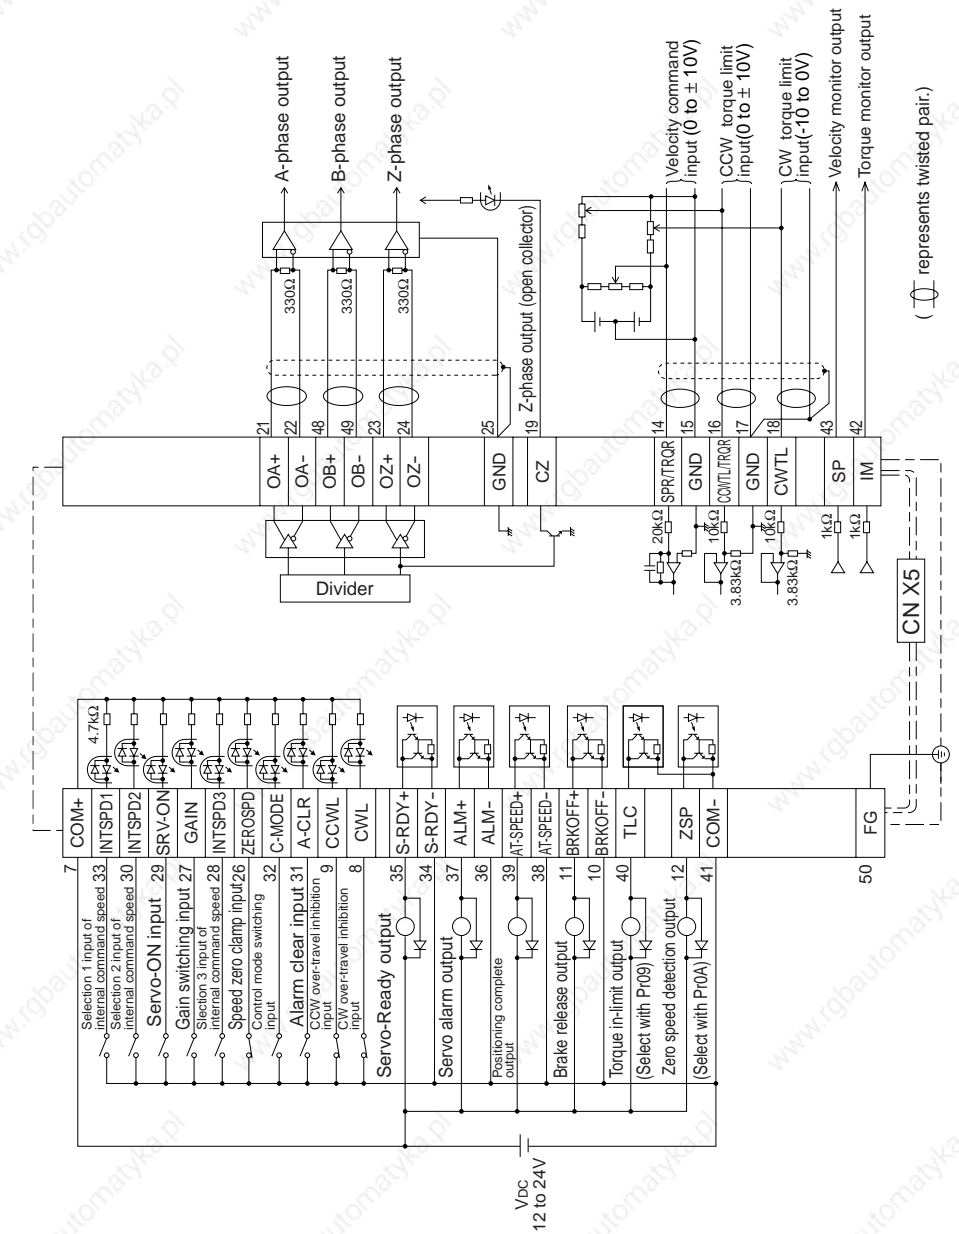 A-phase output
B-phase output
Z-phase output
330Ω
330Ω
330Ω
Z-phase output (open collector)
Velocity command
input (0 to ± 10V)
CCW torque limit
input(0 to ± 10V)
CW torque limit
input(-10 to 0V)
Velocity monitor output
Torque monitor output
( represents twisted pair.)
21
22
48
49
23
24
25
19
14
15
16
17
18
43
42
OA+
OA-
OB+
OB-
OZ+
OZ-
GND
CZ
SPR/TRQR
GND
CCWTL/TRQR
GND
CWTL
SP
IM
Divider
20kΩ
10kΩ
3.83kΩ
10kΩ
3.83kΩ
1kΩ
1kΩ
CN X5
4.7kΩ
COM+
INTSPD1
INTSPD2
SRV-ON
GAIN
INTSPD3
ZEROSPD
C-MODE
A-CLR
CCWL
CWL
S-RDY+
S-RDY-
ALM+
ALM-
AT-SPEED+
AT-SPEED-
BRKOFF+
BRKOFF-
TLC
ZSP
COM-
FG
7
Selection 1 input of
internal command speed 33
Selection 2 input of
internal command speed 30
Servo-ON input 29
Gain switching input 27
Slection 3 input of
internal command speed 28
Speed zero clamp input 26
Control mode switching
input 32
Alarm clear input 31
CCW over-travel inhibition
input 9
CW over-travel inhibition
input 8
Servo-Ready output
35
34
Servo alarm output
37
36
Positioning complete
output
39
38
Brake release output
11
10
Torque in-limit output
(Select with Pr09)
40
Zero speed detection output
(Select with Pr0A)
12
41
50
VDC
12 to 24V
www.rgbautomatyka.pl